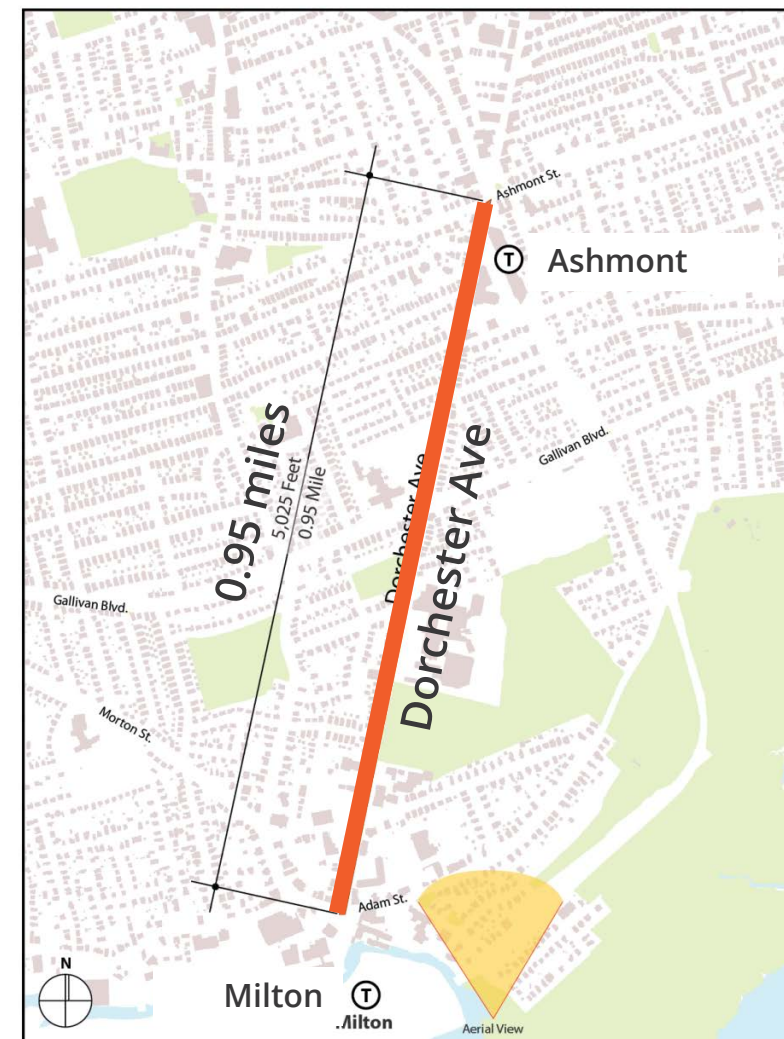 Ashmont St.
T Ashmont
0.95 miles
5,025 Feet
0.95 Mile
Dorchester Ave
Dorchester Ave
Gallivan Blvd.
Gallivan Blvd.
Morton St.
Adam St.
N
Milton T
Milton
Aerial View